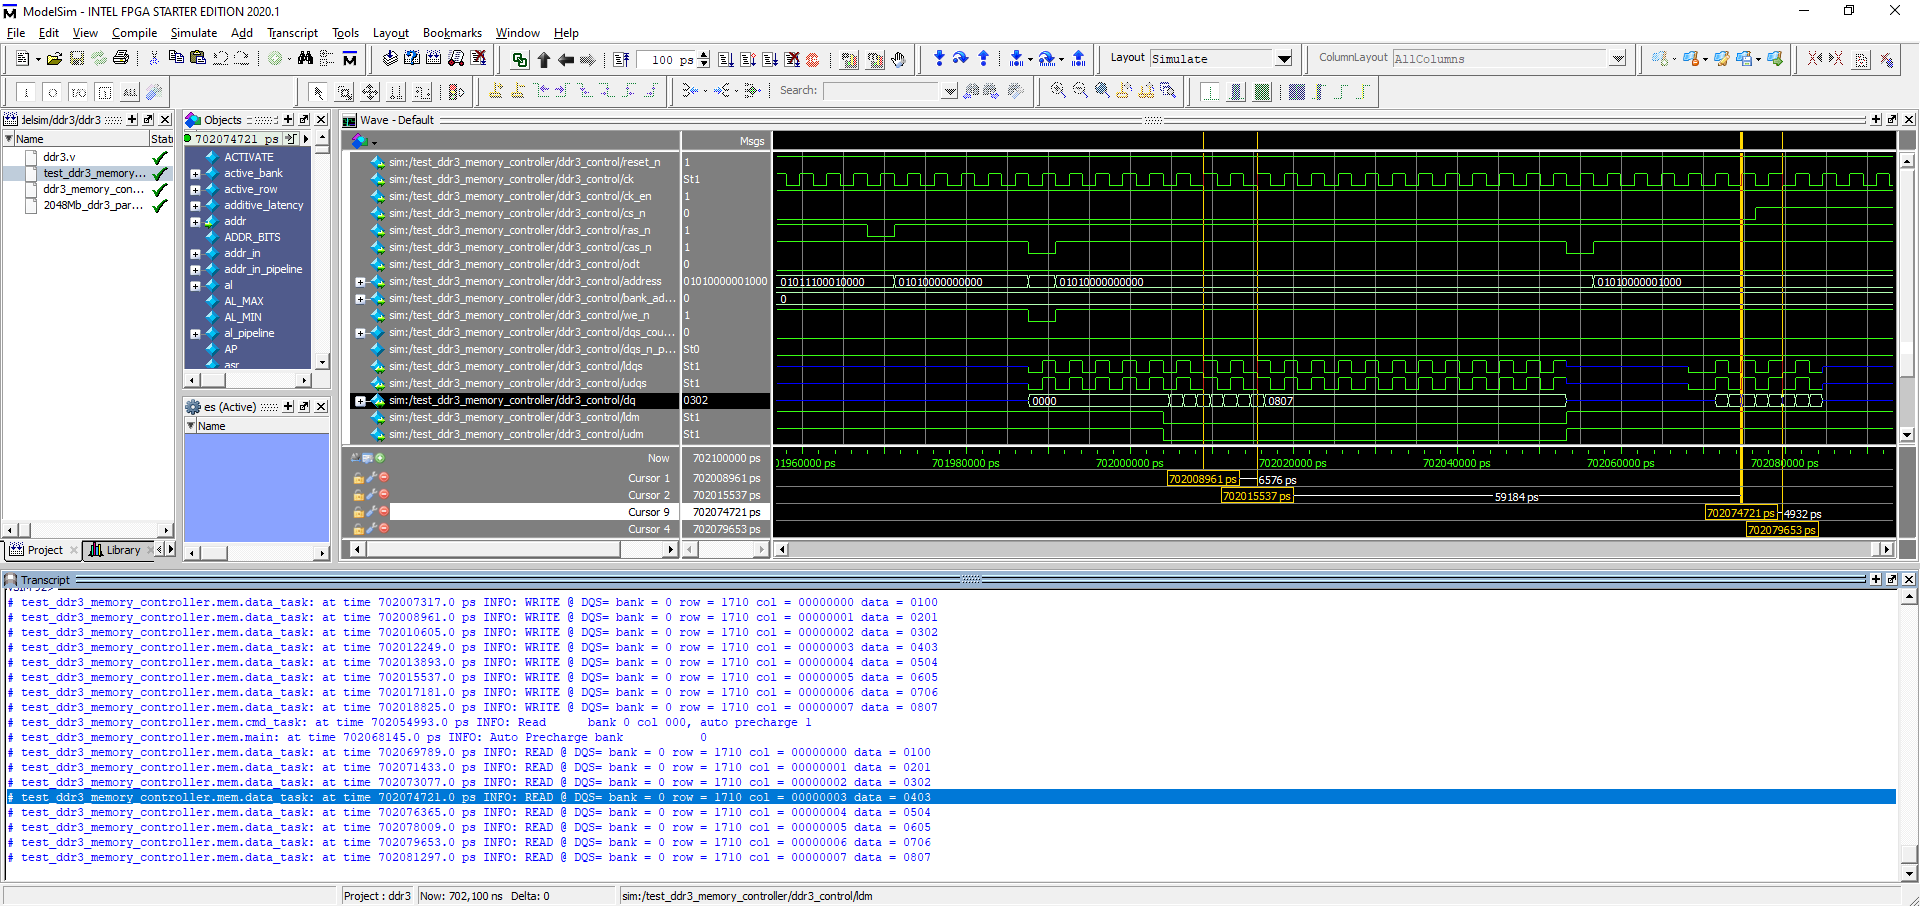 ModelSim - INTEL FPGA STARTER EDITION 2020.1
File Edit View Compile Simulate Add Transcript Tools Layout Bookmarks Window Help
100 ps
Layout Simulate
ColumnLayout AllColumns
ALL
Search:
delsim/ddr3/ddr3
Name Stat
ddr3.v
test_ddr3_memory...
ddr3_memory_con...
2048Mb_ddr3_par...
Project Library
Objects
702074721 ps
ACTIVATE
active_bank
active_row
additive_latency
addr
ADDR_BITS
addr_in
addr_in_pipeline
al
AL_MAX
AL_MIN
al_pipeline
AP
asr
es (Active)
Name
Wave - Default
Msgs
sim:/test_ddr3_memory_controller/ddr3_control/reset_n 1
sim:/test_ddr3_memory_controller/ddr3_control/ck St1
sim:/test_ddr3_memory_controller/ddr3_control/ck_en 1
sim:/test_ddr3_memory_controller/ddr3_control/cs_n 0
sim:/test_ddr3_memory_controller/ddr3_control/ras_n 1
sim:/test_ddr3_memory_controller/ddr3_control/cas_n 1
sim:/test_ddr3_memory_controller/ddr3_control/odt 0
sim:/test_ddr3_memory_controller/ddr3_control/address 01010000001000 01011100010000 01010000000000 01010000000000 01010000001000
sim:/test_ddr3_memory_controller/ddr3_control/bank_ad... 0 0
sim:/test_ddr3_memory_controller/ddr3_control/we_n 1
sim:/test_ddr3_memory_controller/ddr3_control/dqs_cou... 0
sim:/test_ddr3_memory_controller/ddr3_control/dqs_n_p... St0
sim:/test_ddr3_memory_controller/ddr3_control/ldqs St1
sim:/test_ddr3_memory_controller/ddr3_control/udqs St1
sim:/test_ddr3_memory_controller/ddr3_control/dq 0302 0000 0807
sim:/test_ddr3_memory_controller/ddr3_control/ldm St1
sim:/test_ddr3_memory_controller/ddr3_control/udm St1
Now 702100000 ps 701960000 ps 701980000 ps 702000000 ps 702020000 ps 702040000 ps 702060000 ps 702080000 ps
Cursor 1 702008961 ps 702008961 ps 6576 ps
Cursor 2 702015537 ps 702015537 ps 59184 ps
Cursor 9 702074721 ps 702074721 ps 4932 ps
Cursor 4 702079653 ps 702079653 ps
Transcript
# test_ddr3_memory_controller.mem.data_task: at time 702007317.0 ps INFO: WRITE @ DQS= bank = 0 row = 1710 col = 00000000 data = 0100
# test_ddr3_memory_controller.mem.data_task: at time 702008961.0 ps INFO: WRITE @ DQS= bank = 0 row = 1710 col = 00000001 data = 0201
# test_ddr3_memory_controller.mem.data_task: at time 702010605.0 ps INFO: WRITE @ DQS= bank = 0 row = 1710 col = 00000002 data = 0302
# test_ddr3_memory_controller.mem.data_task: at time 702012249.0 ps INFO: WRITE @ DQS= bank = 0 row = 1710 col = 00000003 data = 0403
# test_ddr3_memory_controller.mem.data_task: at time 702013893.0 ps INFO: WRITE @ DQS= bank = 0 row = 1710 col = 00000004 data = 0504
# test_ddr3_memory_controller.mem.data_task: at time 702015537.0 ps INFO: WRITE @ DQS= bank = 0 row = 1710 col = 00000005 data = 0605
# test_ddr3_memory_controller.mem.data_task: at time 702017181.0 ps INFO: WRITE @ DQS= bank = 0 row = 1710 col = 00000006 data = 0706
# test_ddr3_memory_controller.mem.data_task: at time 702018825.0 ps INFO: WRITE @ DQS= bank = 0 row = 1710 col = 00000007 data = 0807
# test_ddr3_memory_controller.mem.cmd_task: at time 702054993.0 ps INFO: Read bank 0 col 000, auto precharge 1
# test_ddr3_memory_controller.mem.main: at time 702068145.0 ps INFO: Auto Precharge bank 0
# test_ddr3_memory_controller.mem.data_task: at time 702069789.0 ps INFO: READ @ DQS= bank = 0 row = 1710 col = 00000000 data = 0100
# test_ddr3_memory_controller.mem.data_task: at time 702071433.0 ps INFO: READ @ DQS= bank = 0 row = 1710 col = 00000001 data = 0201
# test_ddr3_memory_controller.mem.data_task: at time 702073077.0 ps INFO: READ @ DQS= bank = 0 row = 1710 col = 00000002 data = 0302
# test_ddr3_memory_controller.mem.data_task: at time 702074721.0 ps INFO: READ @ DQS= bank = 0 row = 1710 col = 00000003 data = 0403
# test_ddr3_memory_controller.mem.data_task: at time 702076365.0 ps INFO: READ @ DQS= bank = 0 row = 1710 col = 00000004 data = 0504
# test_ddr3_memory_controller.mem.data_task: at time 702078009.0 ps INFO: READ @ DQS= bank = 0 row = 1710 col = 00000005 data = 0605
# test_ddr3_memory_controller.mem.data_task: at time 702079653.0 ps INFO: READ @ DQS= bank = 0 row = 1710 col = 00000006 data = 0706
# test_ddr3_memory_controller.mem.data_task: at time 702081297.0 ps INFO: READ @ DQS= bank = 0 row = 1710 col = 00000007 data = 0807
Project : ddr3 Now: 702,100 ns Delta: 0 sim:/test_ddr3_memory_controller/ddr3_control/ldm